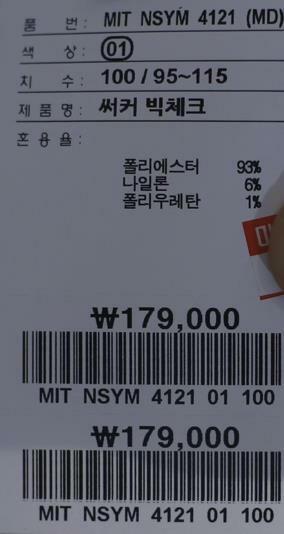 품 번 : MIT NSYM 4121 (MD)
색 상 : 01
치 수 : 100 / 95~115
제 품 명 : 써커 빅체크
혼 용 율 :
폴리에스터 93%
나일론 6%
폴리우레탄 1%
₩179,000
MIT NSYM 4121 01 100
₩179,000
MIT NSYM 4121 01 100